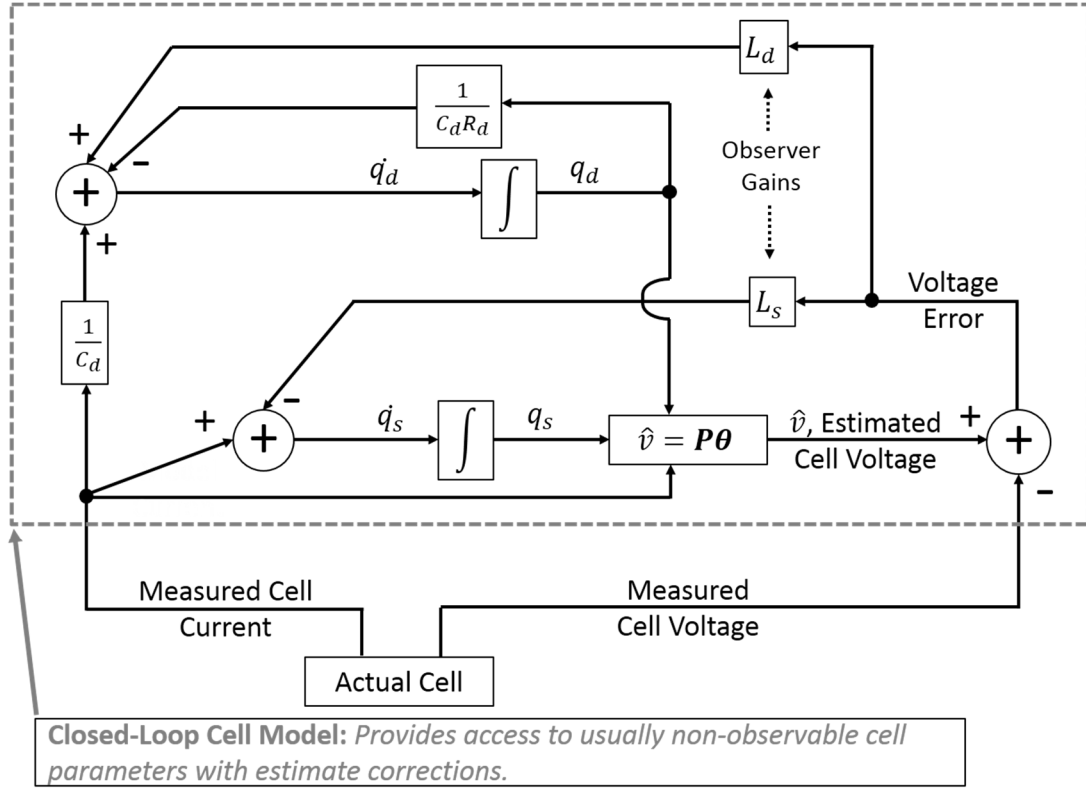 L_d
1
C_dR_d
+
−
+
q̇_d
∫
q_d
Observer
Gains
+
1
C_d
L_s
Voltage
Error
+
−
+
q̇_s
∫
q_s
v̂ = Pθ
v̂, Estimated
Cell Voltage
+
+
−
Measured Cell
Current
Measured
Cell Voltage
Actual Cell
Closed-Loop Cell Model: Provides access to usually non-observable cell
parameters with estimate corrections.